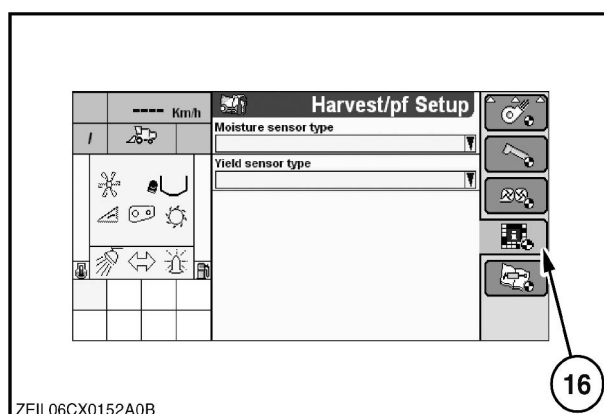 ---- Km/h
Harvest/pf Setup
/
Moisture sensor type
Yield sensor type
16
ZEIL06CX0152A0B